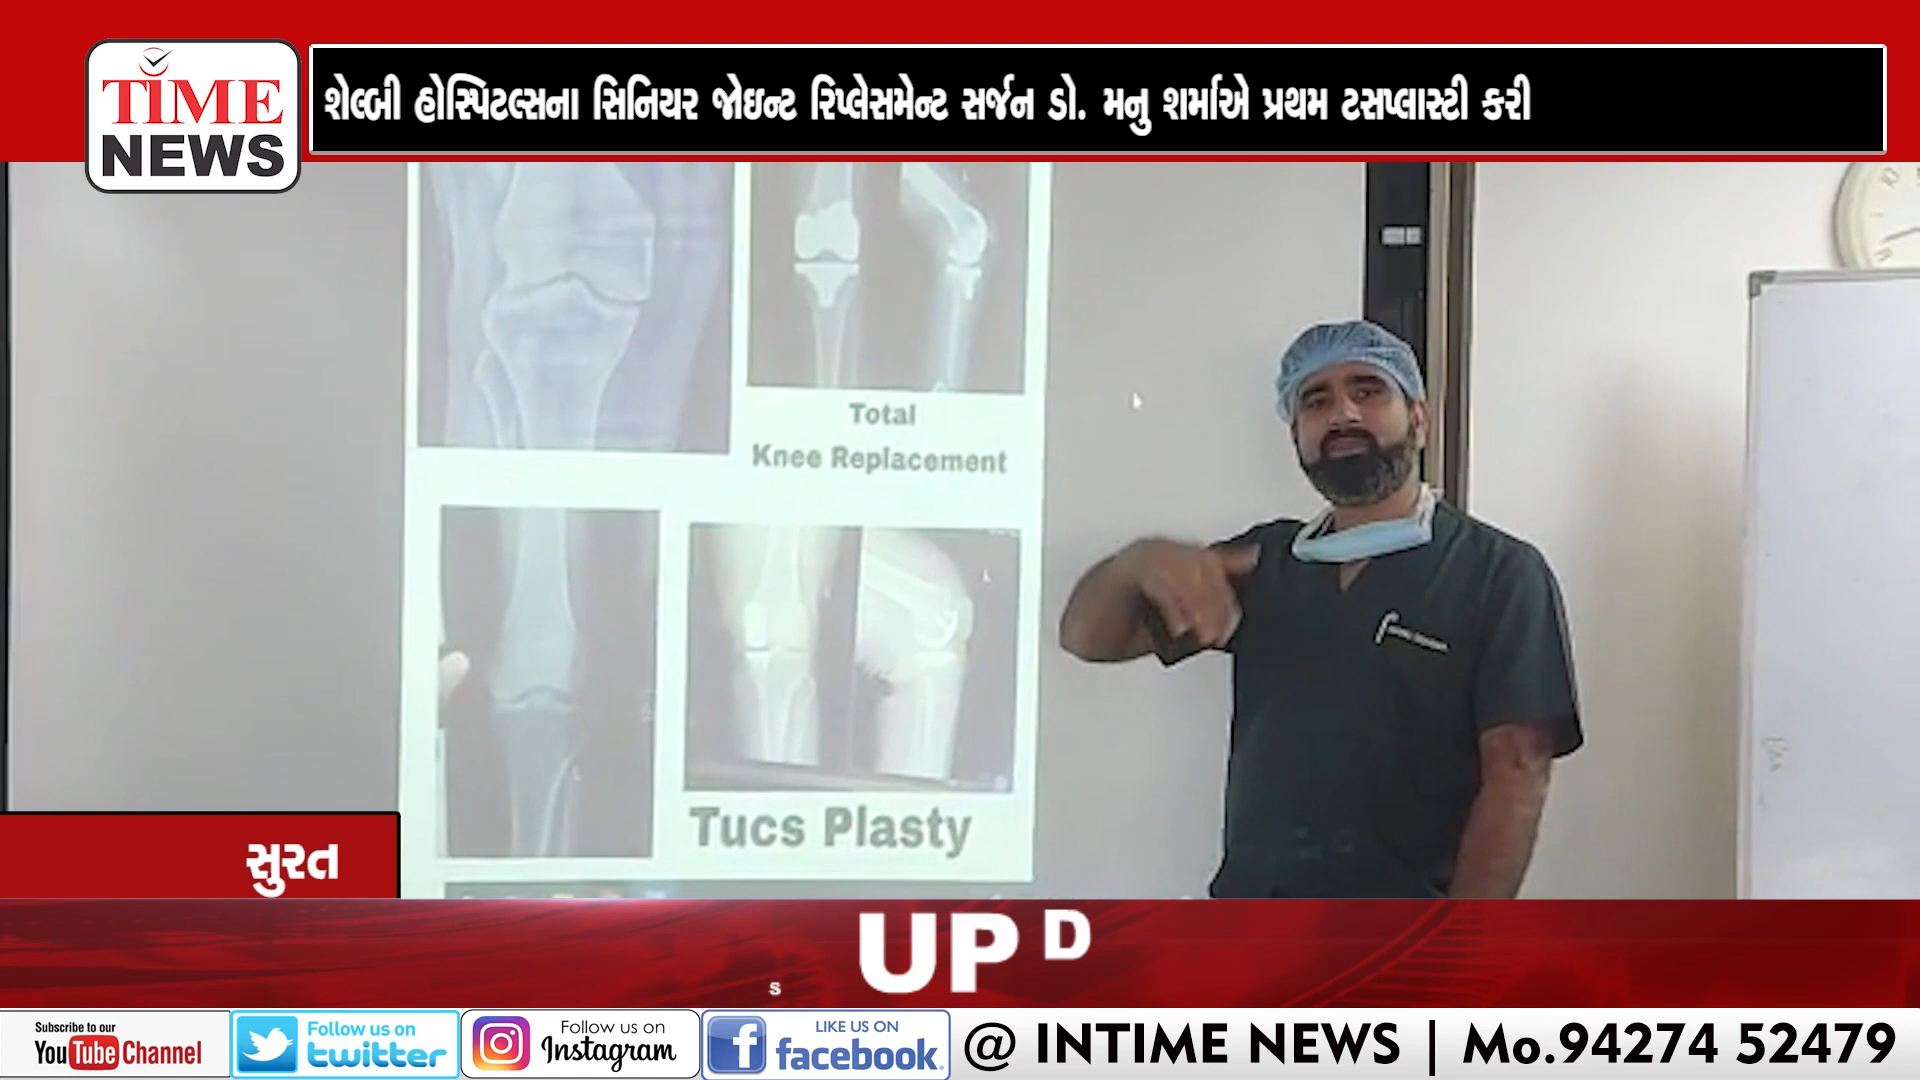 TIME
NEWS
શેલ્બી હોસ્પિટલ્સના સિનિયર જોઇન્ટ રિપ્લેસમેન્ટ સર્જન ડો. મનુ શર્માએ પ્રથમ ટસપ્લાસ્ટી કરી
Total
Knee Replacement
Tucs Plasty
સુરત
UPD
s
Subscribe to our
YouTube Channel
Follow us on
twitter
Follow us on
Instagram
LIKE US ON
facebook.
@ INTIME NEWS | Mo.94274 52479